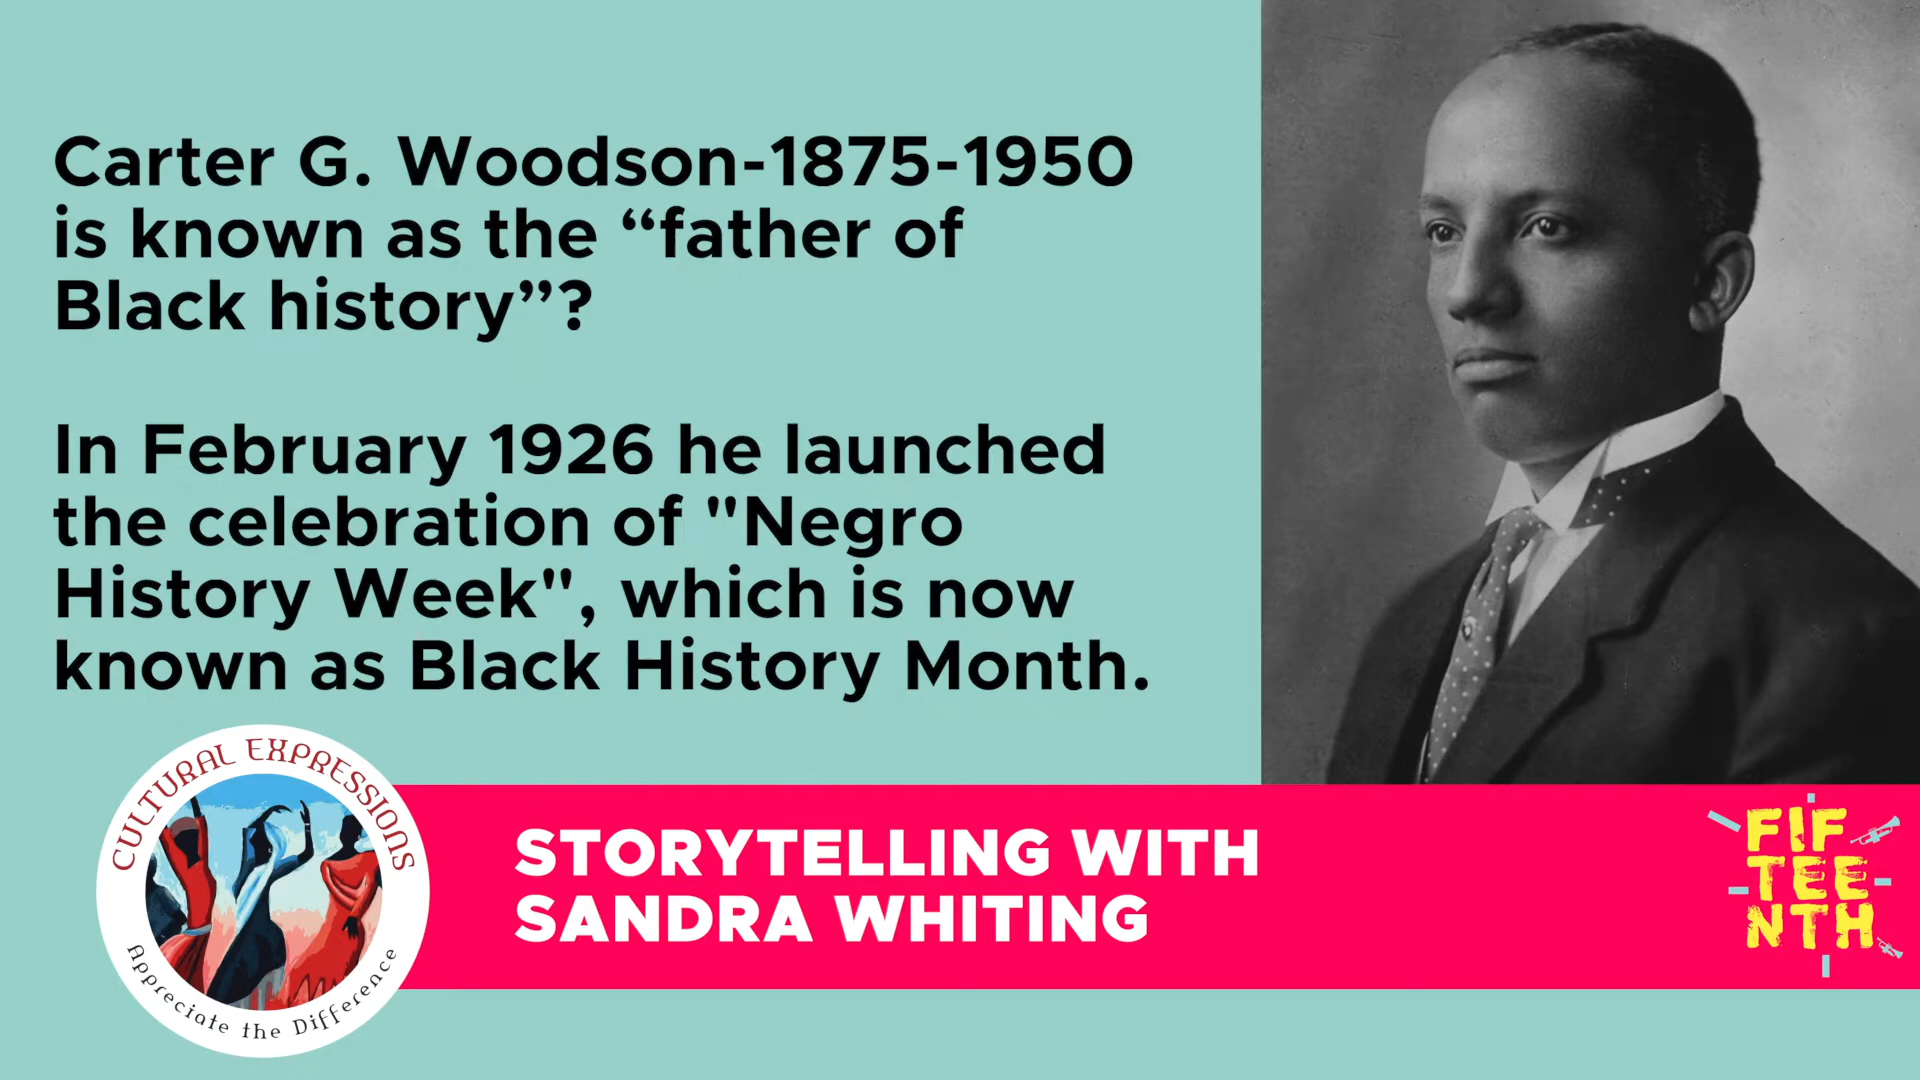 Carter G. Woodson-1875-1950
is known as the “father of
Black history”?
In February 1926 he launched
the celebration of "Negro
History Week", which is now
known as Black History Month.
CULTURAL EXPRESSIONS
Appreciate the Difference
STORYTELLING WITH
SANDRA WHITING
FIF
TEE
NTH